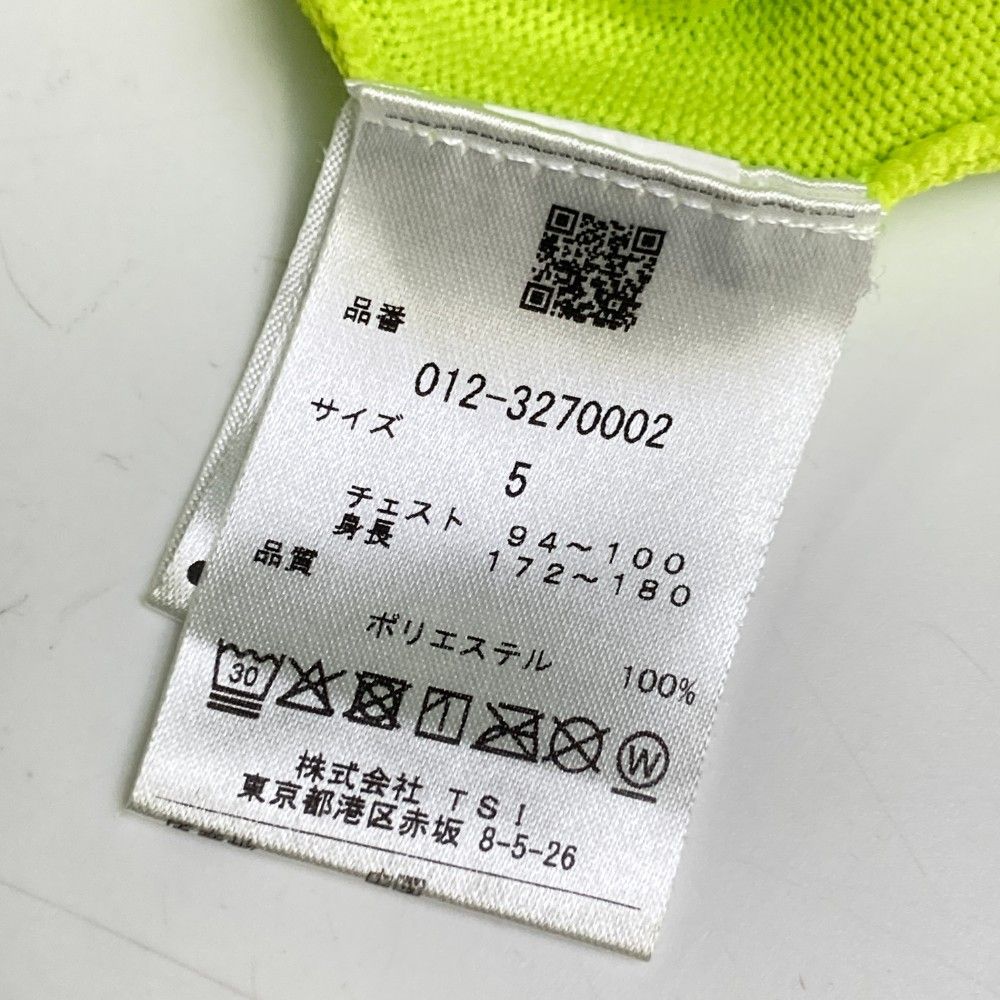 品番
012-3270002
サイズ
5
チェスト 94～100
身長 172～180
品質
ポリエステル 100%
30
W
株式会社 TSI
東京都港区赤坂 8-5-26